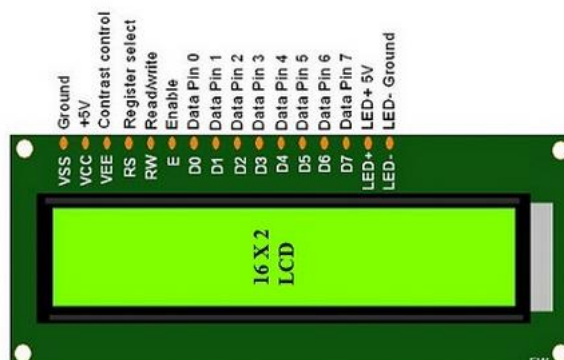 Ground
+5V
Contrast control
Register select
Read/write
Enable
Data Pin 0
Data Pin 1
Data Pin 2
Data Pin 3
Data Pin 4
Data Pin 5
Data Pin 6
Data Pin 7
LED+ 5V
LED- Ground
VSS
VCC
VEE
RS
RW
E
D0
D1
D2
D3
D4
D5
D6
D7
LED+
LED-
16 X 2
LCD